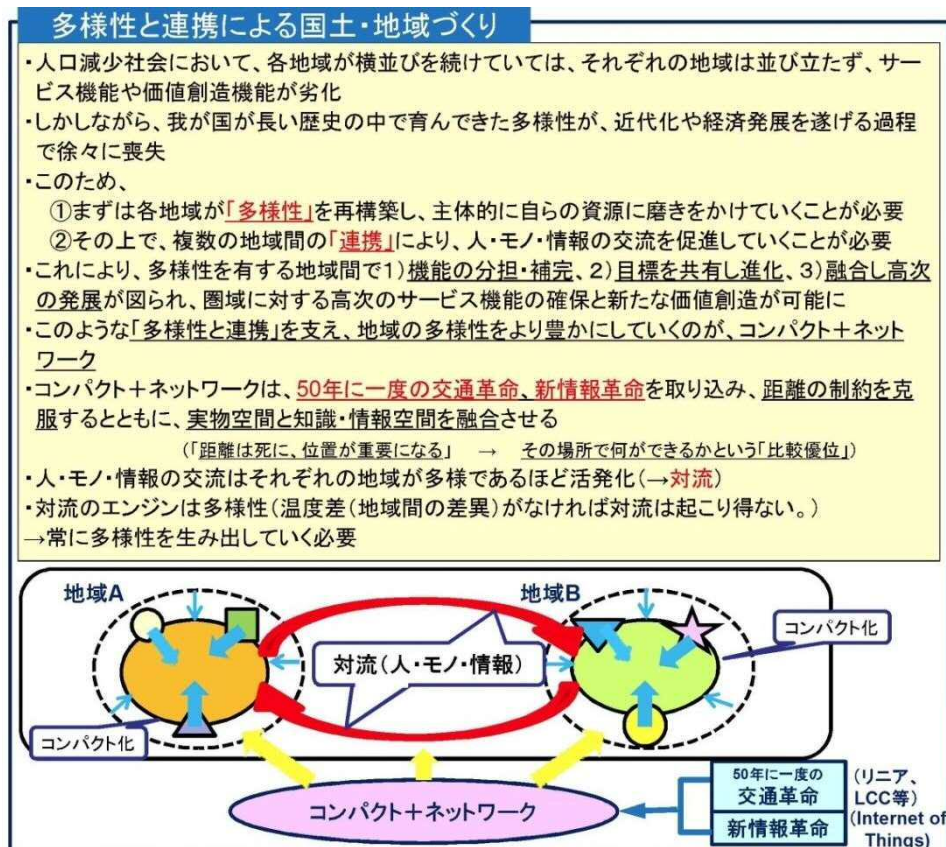 多様性と連携による国土・地域づくり
・人口減少社会において、各地域が横並びを続けていては、それぞれの地域は並び立たず、サー
ビス機能や価値創造機能が劣化
・しかしながら、我が国が長い歴史の中で育んできた多様性が、近代化や経済発展を遂げる過程
で徐々に喪失
・このため、
①まずは各地域が「多様性」を再構築し、主体的に自らの資源に磨きをかけていくことが必要
②その上で、複数の地域間の「連携」により、人・モノ・情報の交流を促進していくことが必要
・これにより、多様性を有する地域間で1)機能の分担・補完、2)目標を共有し進化、3)融合し高次
の発展が図られ、圏域に対する高次のサービス機能の確保と新たな価値創造が可能に
・このような「多様性と連携」を支え、地域の多様性をより豊かにしていくのが、コンパクト＋ネット
ワーク
・コンパクト＋ネットワークは、50年に一度の交通革命、新情報革命を取り込み、距離の制約を克
服するとともに、実物空間と知識・情報空間を融合させる
(「距離は死に、位置が重要になる」 → その場所で何ができるかという「比較優位」)
・人・モノ・情報の交流はそれぞれの地域が多様であるほど活発化(→対流)
・対流のエンジンは多様性(温度差(地域間の差異)がなければ対流は起こり得ない。)
→常に多様性を生み出していく必要
地域A
地域B
コンパクト化
対流(人・モノ・情報)
コンパクト化
コンパクト＋ネットワーク
50年に一度の
交通革命
新情報革命
(リニア、
LCC等)
(Internet of
Things)